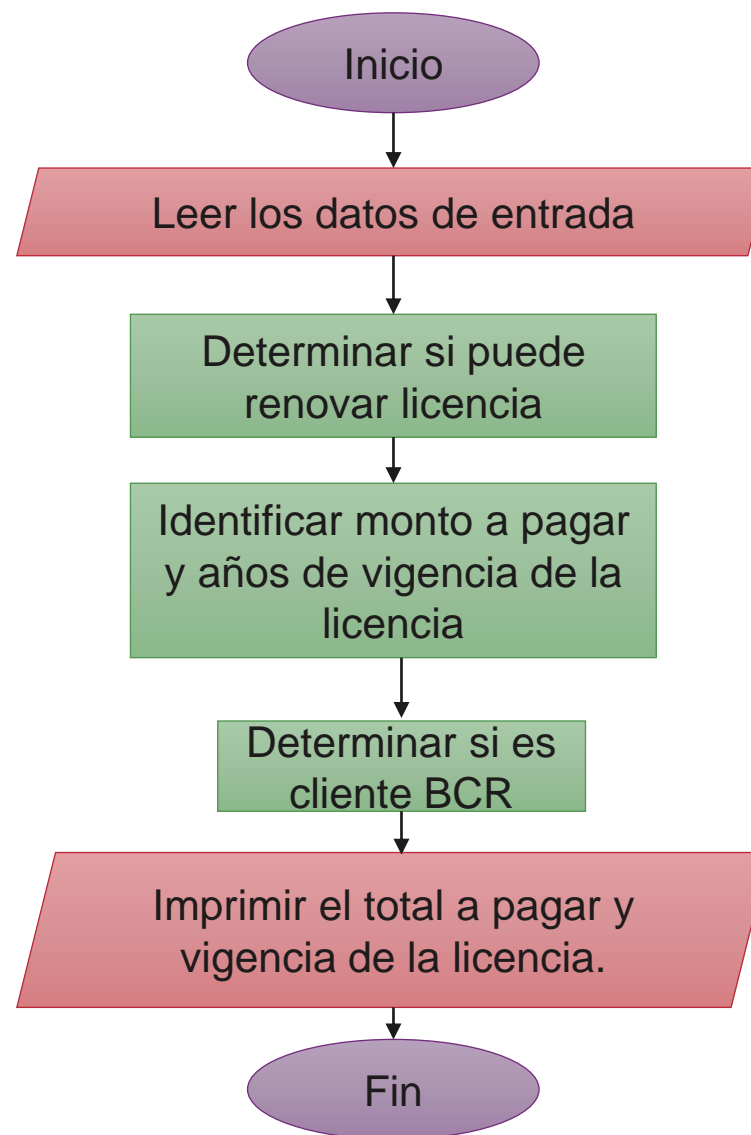 Inicio
Leer los datos de entrada
Determinar si puede
renovar licencia
Identificar monto a pagar
y años de vigencia de la
licencia
Determinar si es
cliente BCR
Imprimir el total a pagar y
vigencia de la licencia.
Fin